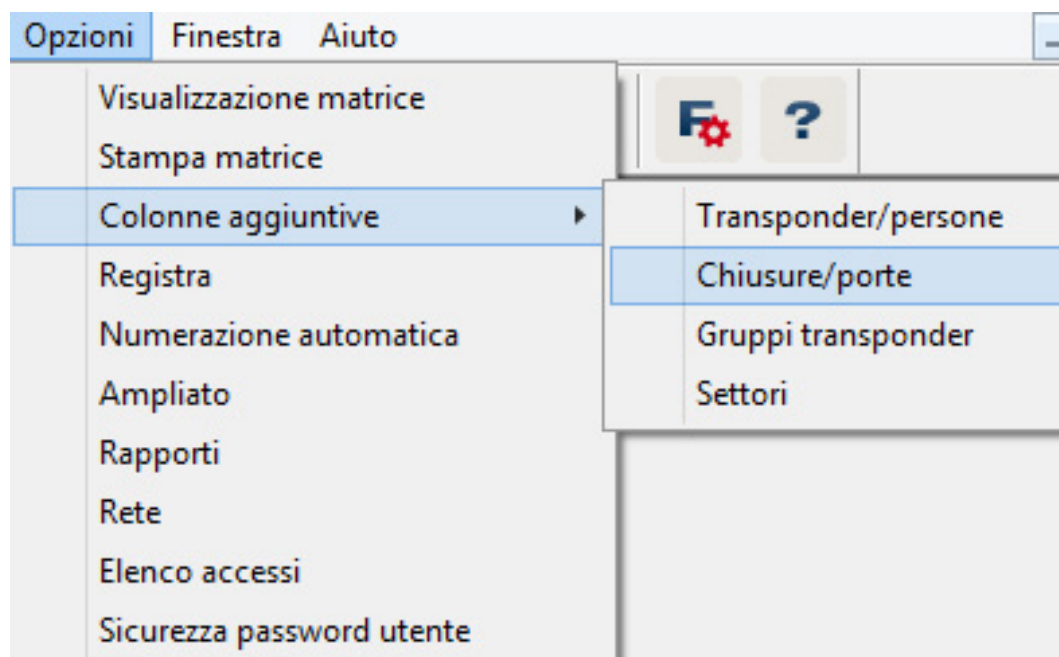 Opzioni Finestra Aiuto
Visualizzazione matrice
Stampa matrice
Colonne aggiuntive
Registra
Numerazione automatica
Ampliato
Rapporti
Rete
Elenco accessi
Sicurezza password utente
F ?
Transponder/persone
Chiusure/porte
Gruppi transponder
Settori